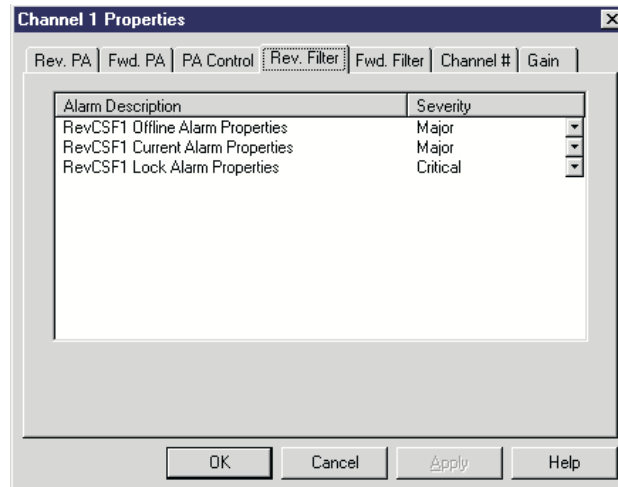 Channel 1 Properties
Rev. PA Fwd. PA PA Control Rev. Filter Fwd. Filter Channel # Gain
Alarm Description Severity
RevCSF1 Offline Alarm Properties Major
RevCSF1 Current Alarm Properties Major
RevCSF1 Lock Alarm Properties Critical
OK Cancel Apply Help